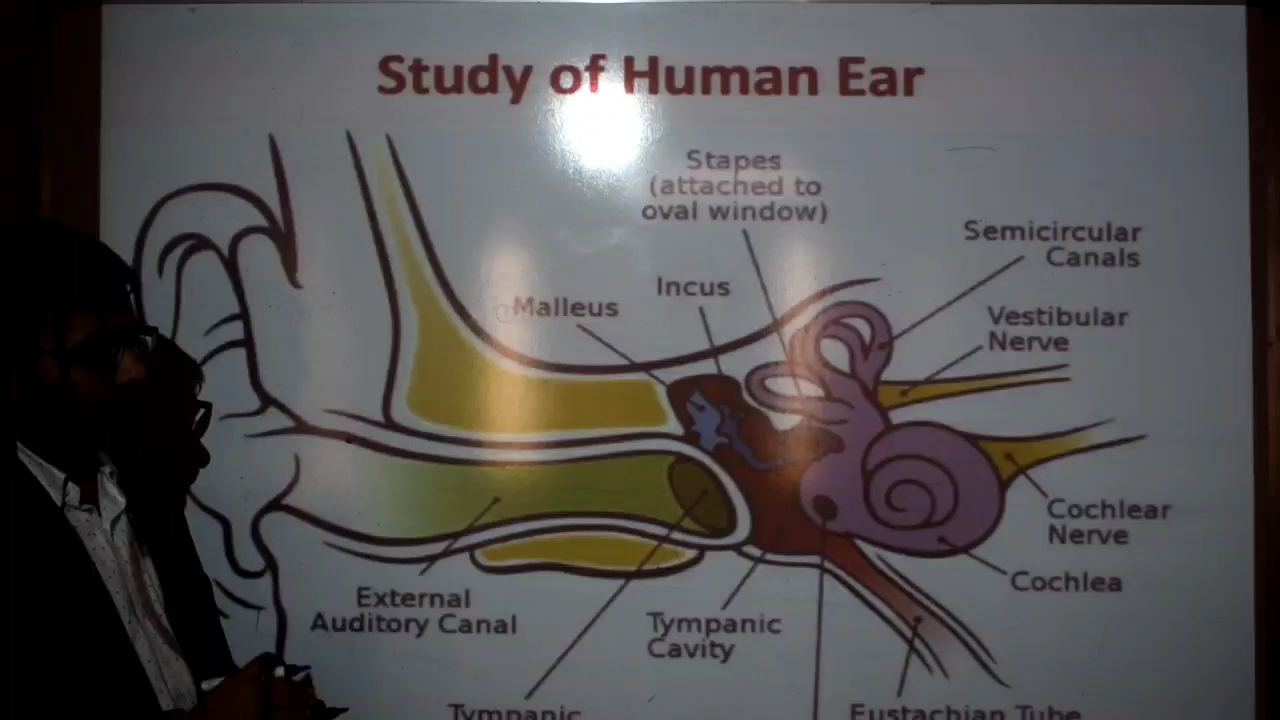 Study of Human Ear
Stapes
(attached to
oval window)
Semicircular
Canals
Incus
Malleus
Vestibular
Nerve
Cochlear
Nerve
Cochlea
External
Auditory Canal
Tympanic
Cavity
Tympanic
Eustachian Tube